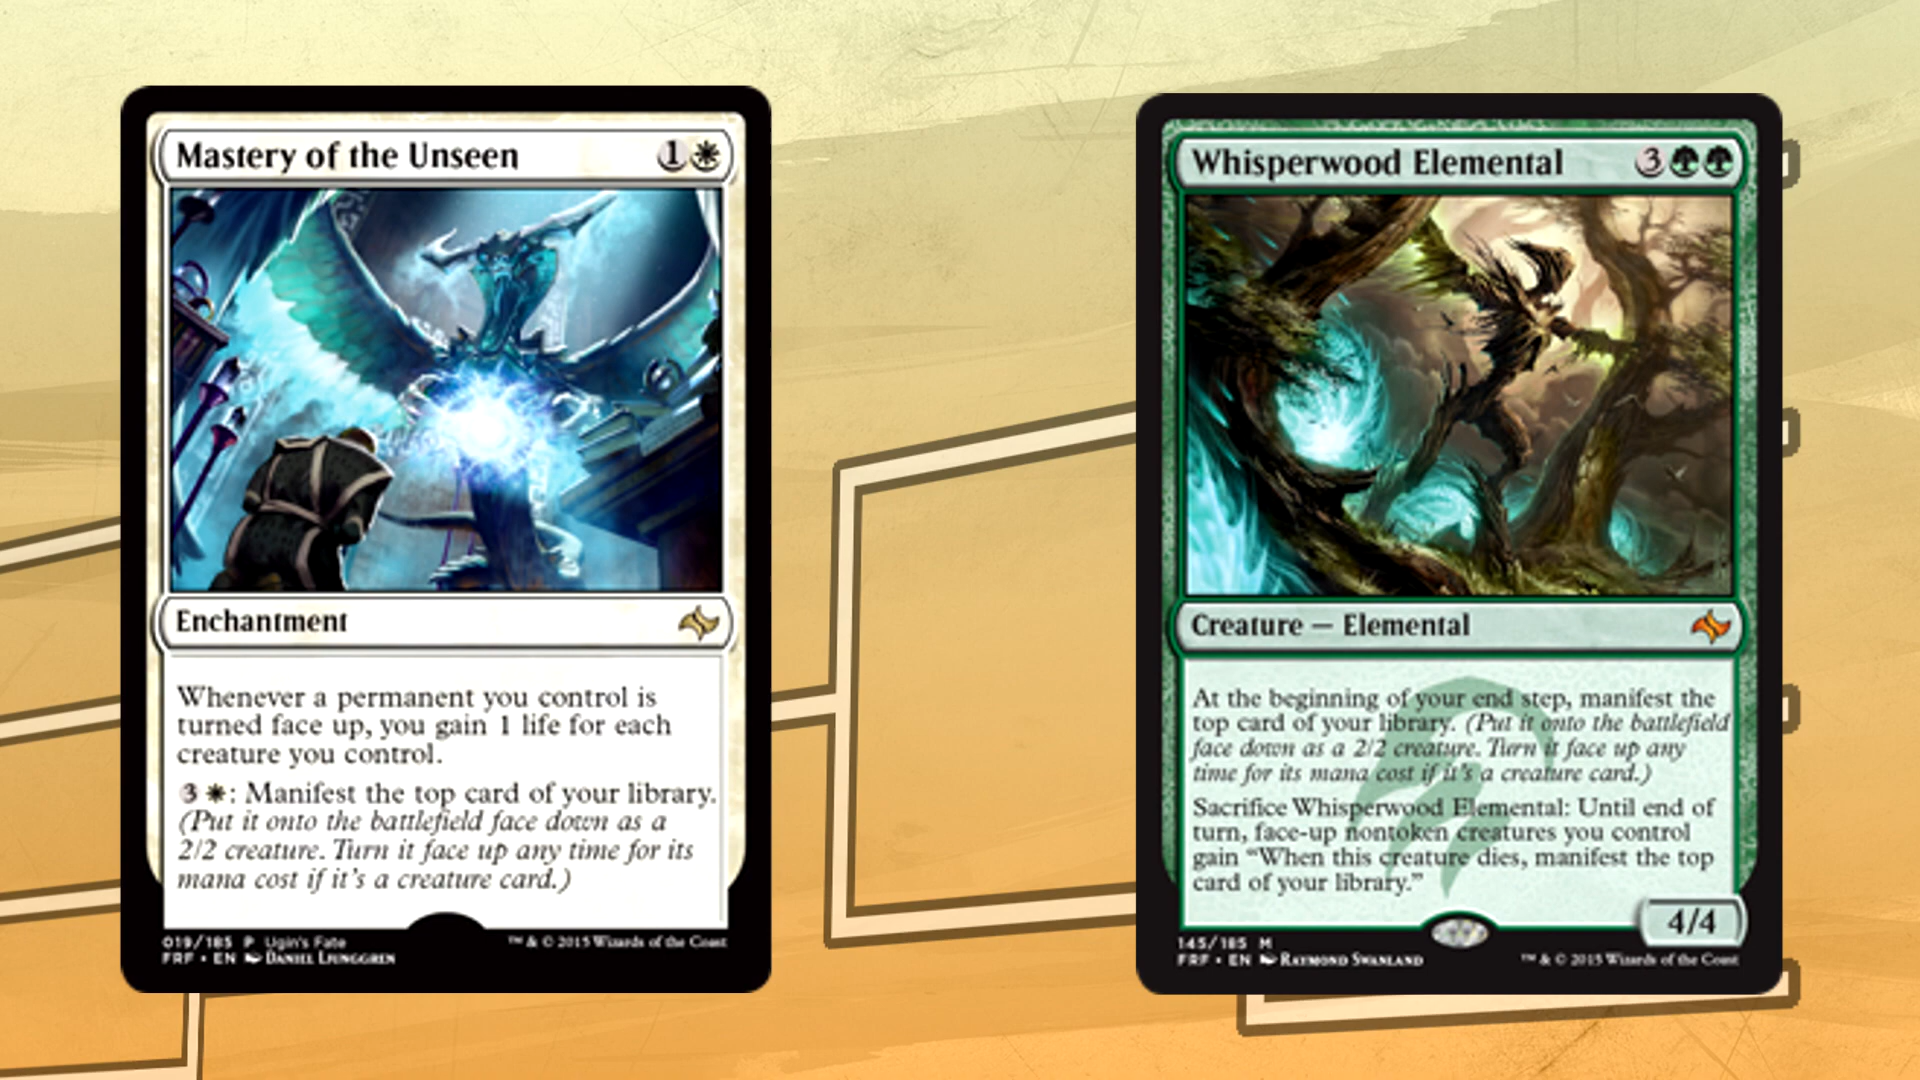 Mastery of the Unseen
1
Enchantment
Whenever a permanent you control is
turned face up, you gain 1 life for each
creature you control.
3 : Manifest the top card of your library.
(Put it onto the battlefield face down as a
2/2 creature. Turn it face up any time for its
mana cost if it's a creature card.)
019/185 P Ugin's Fate
FRF • EN Daniel Ljunggren
™ & © 2015 Wizards of the Coast
Whisperwood Elemental
3
Creature — Elemental
At the beginning of your end step, manifest the
top card of your library. (Put it onto the battlefield
face down as a 2/2 creature. Turn it face up any
time for its mana cost if it's a creature card.)
Sacrifice Whisperwood Elemental: Until end of
turn, face-up nontoken creatures you control
gain “When this creature dies, manifest the top
card of your library.”
4/4
145/185 M
FRF • EN Raymond Swanland
™ & © 2015 Wizards of the Coast